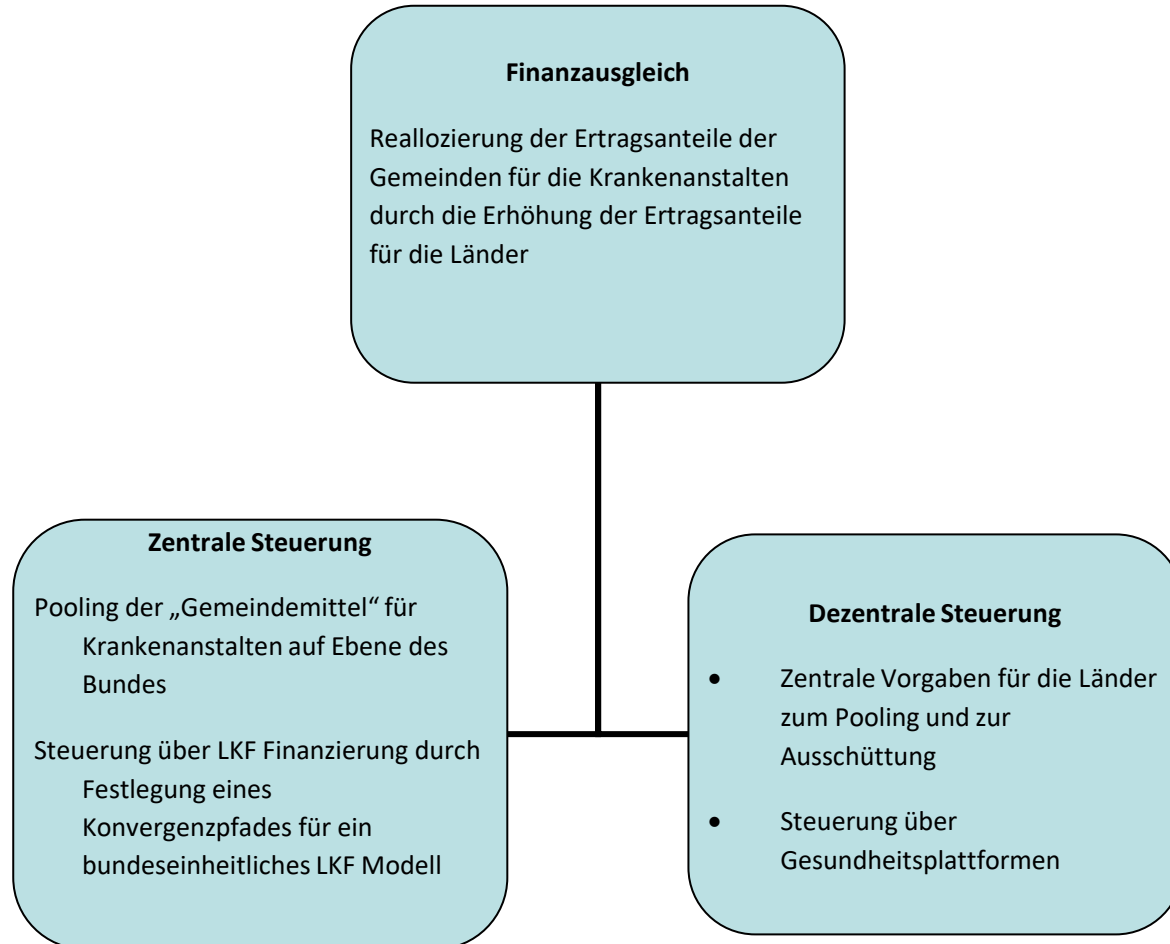 Finanzausgleich
Reallozierung der Ertragsanteile der
Gemeinden für die Krankenanstalten
durch die Erhöhung der Ertragsanteile
für die Länder
Zentrale Steuerung
Pooling der „Gemeindemittel“ für
Krankenanstalten auf Ebene des
Bundes
Steuerung über LKF Finanzierung durch
Festlegung eines
Konvergenzpfades für ein
bundeseinheitliches LKF Modell
Dezentrale Steuerung
• Zentrale Vorgaben für die Länder
zum Pooling und zur
Ausschüttung
• Steuerung über
Gesundheitsplattformen